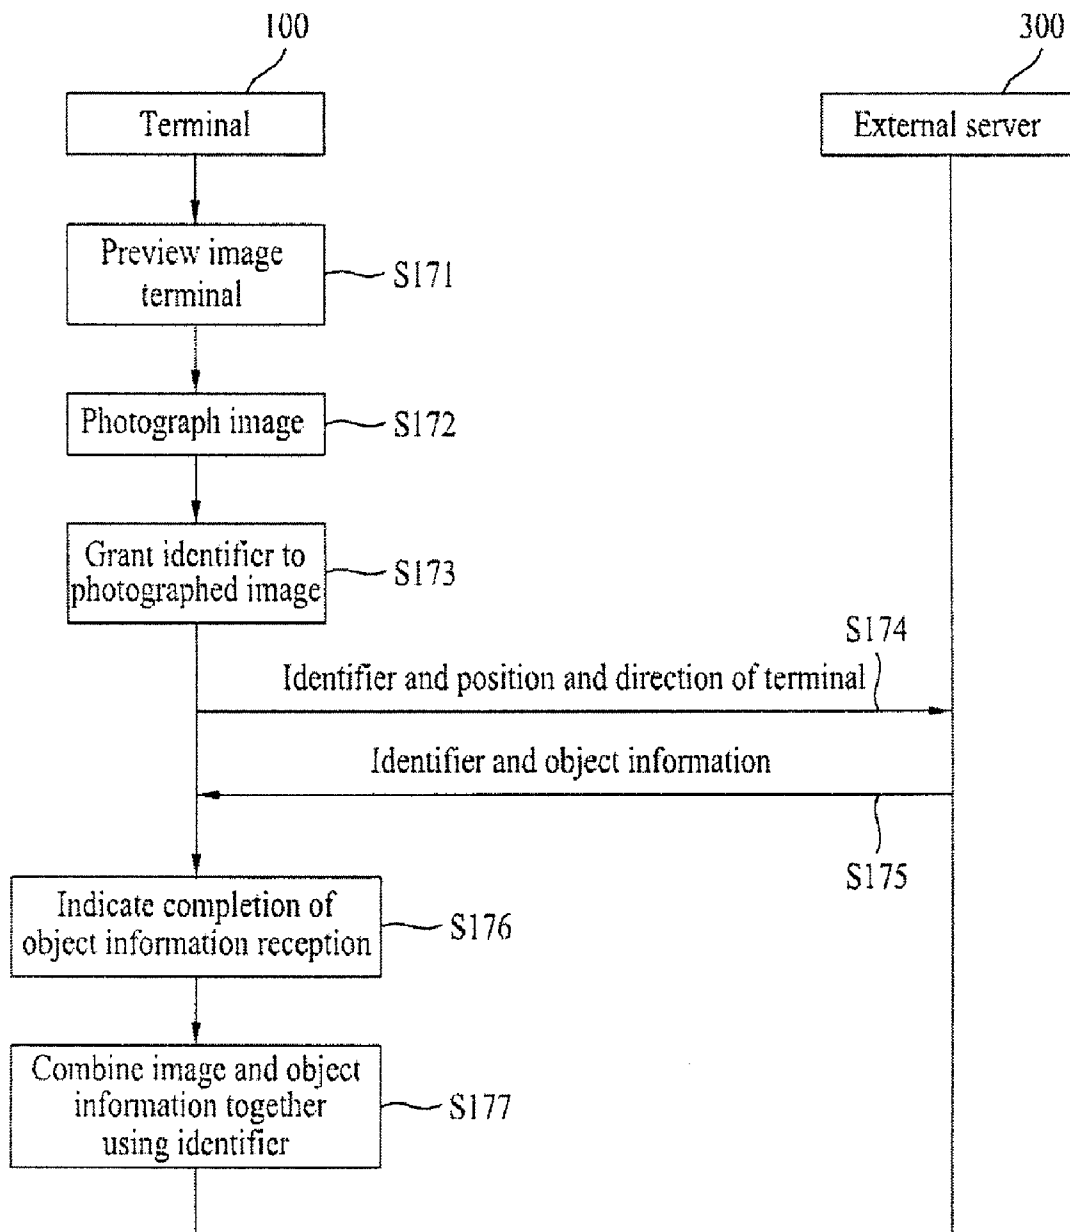 100
300
Terminal
External server
Preview image
terminal
S171
Photograph image
S172
Grant identifier to
photographed image
S173
S174
Identifier and position and direction of terminal
Identifier and object information
S175
Indicate completion of
object information reception
S176
Combine image and object
information together
using identifier
S177